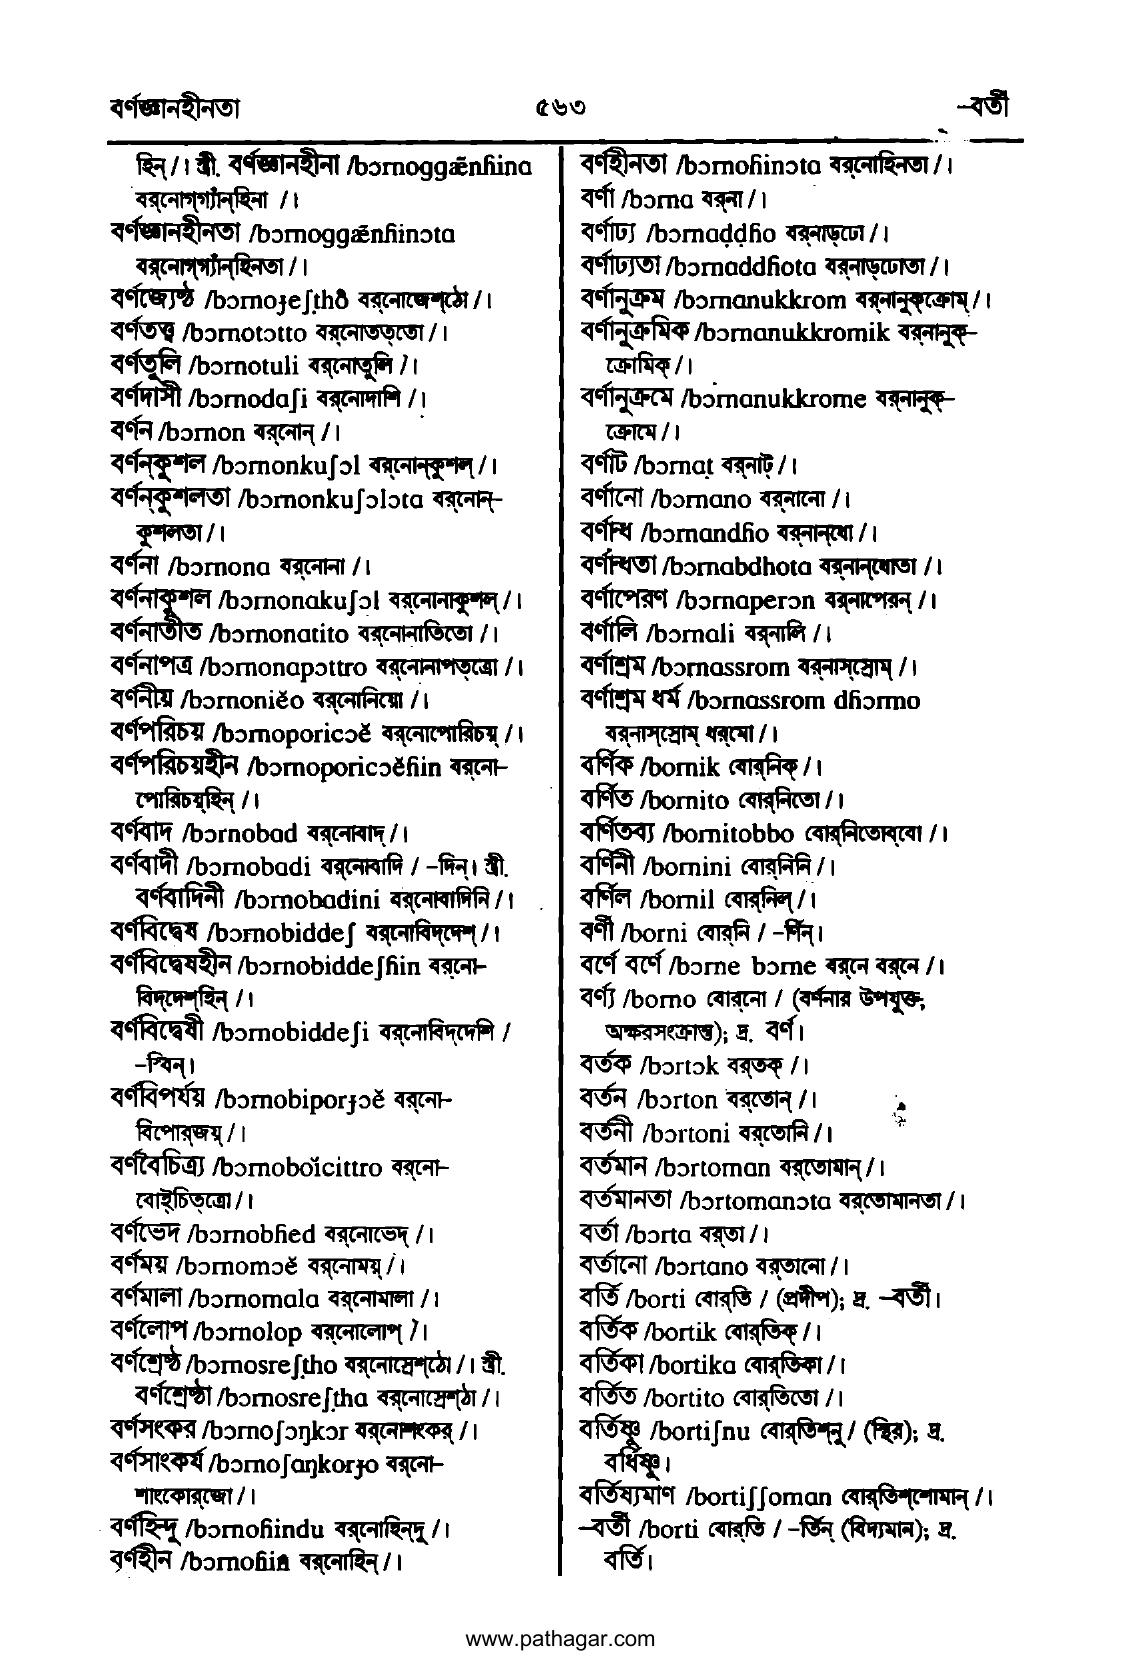 বর্ণজ্ঞানহীনতা ৫৬৩ –বর্তী
হিন্ /। স্ত্রী. বর্ণজ্ঞানহীনা /bɔrnoggæ̃nɦina
বর্‌নোগ্‌গ্যাঁন্‌হিনা /।
বর্ণজ্ঞানহীনতা /bɔrnoggæ̃nɦinɔta
বর্‌নোগ্‌গ্যাঁন্‌হিনতা /।
বর্ণজ্যেষ্ঠ /bɔrnoɟeʃṭhô বর্‌নোজেশ্‌ঠো /।
বর্ণতত্ত্ব /bɔrnotɔtto বর্‌নোতত্‌তো /।
বর্ণতুলি /bɔrnotuli বর্‌নোতুলি /।
বর্ণদাসী /bɔrnodaʃi বর্‌নোদাশি /।
বর্ণন /bɔrnon বর্‌নোন্ /।
বর্ণনকুশল /bɔrnonkuʃɔl বর্‌নোন্‌কুশল্ /।
বর্ণনকুশলতা /bɔrnonkuʃɔlɔta বর্‌নোন্‌–
কুশলতা /।
বর্ণনা /bɔrnona বর্‌নোনা /।
বর্ণনাকুশল /bɔrnonakuʃɔl বর্‌নোনাকুশল্ /।
বর্ণনাতীত /bɔrnonatito বর্‌নোনাতিতো /।
বর্ণনাপত্র /bɔrnonapɔttro বর্‌নোনাপত্‌ত্রো /।
বর্ণনীয় /bɔrnoniĕo বর্‌নোনিয়ো /।
বর্ণপরিচয় /bɔrnoporicɔĕ বর্‌নোপোরিচয়্ /।
বর্ণপরিচয়হীন /bɔrnoporicɔĕɦin বর্‌নো–
পোরিচয়্‌হিন্ /।
বর্ণবাদ /bɔrnobad বর্‌নোবাদ্ /।
বর্ণবাদী /bɔrnobadi বর্‌নোবাদি / –দিন্। স্ত্রী.
বর্ণবাদিনী /bɔrnobadini বর্‌নোবাদিনি /।
বর্ণবিদ্বেষ /bɔrnobiddeʃ বর্‌নোবিদ্‌দেশ্ /।
বর্ণবিদ্বেষহীন /bɔrnobiddeʃɦin বর্‌নো–
বিদ্‌দেশ্‌হিন্ /।
বর্ণবিদ্বেষী /bɔrnobiddeʃi বর্‌নোবিদ্‌দেশি /
–স্বিন্।
বর্ণবিপর্যয় /bɔrnobiporɟɔĕ বর্‌নো–
বিপোর্‌জয়্ /।
বর্ণবৈচিত্র্য /bɔrnoboĭcittro বর্‌নো–
বোইচিত্‌ত্রো /।
বর্ণভেদ /bɔrnobɦed বর্‌নোভেদ্ /।
বর্ণময় /bɔrnomɔĕ বর্‌নোময়্ /।
বর্ণমালা /bɔrnomala বর্‌নোমালা /।
বর্ণলোপ /bɔrnolop বর্‌নোলোপ্ /।
বর্ণশ্রেষ্ঠ /bɔrnosreʃṭho বর্‌নোস্রেশ্‌ঠো /। স্ত্রী.
বর্ণশ্রেষ্ঠা /bɔrnosreʃṭha বর্‌নোস্রেশ্‌ঠা /।
বর্ণসংকর /bɔrnoʃɔŋkɔr বর্‌নোশংকর্ /।
বর্ণসাংকর্য /bɔrnoʃaŋkorɟo বর্‌নো–
শাংকোর্‌জো /।
বর্ণহিন্দু /bɔrnoɦindu বর্‌নোহিন্‌দু /।
বর্ণহীন /bɔrnoɦin বর্‌নোহিন্ /।
বর্ণহীনতা /bɔrnoɦinɔta বর্‌নোহিনতা /।
বর্ণা /bɔrna বর্‌না /।
বর্ণাঢ্য /bɔrnaḍḍɦo বর্‌নাড্‌ঢো /।
বর্ণাঢ্যতা /bɔrnaddɦota বর্‌নাড্‌ঢোতা /।
বর্ণানুক্রম /bɔrnanukkrom বর্‌নানুক্‌ক্রোম্ /।
বর্ণানুক্রমিক /bɔrnanukkromik বর্‌নানুক্‌–
ক্রোমিক্ /।
বর্ণানুক্রমে /bɔrnanukkrome বর্‌নানুক্‌–
ক্রোমে /।
বর্ণাট /bɔrnaṭ বর্‌নাট্ /।
বর্ণানো /bɔrnano বর্‌নানো /।
বর্ণান্ধ /bɔrnandɦo বর্‌নান্‌ধো /।
বর্ণান্ধতা /bɔrnabdhota বর্‌নান্‌ধোতা /।
বর্ণাপেরণ /bɔrnaperɔn বর্‌নাপেরন্ /।
বর্ণালি /bɔrnali বর্‌নালি /।
বর্ণাশ্রম /bɔrnassrom বর্‌নাস্‌স্রোম্ /।
বর্ণাশ্রম ধর্ম /bɔrnassrom dɦɔrmo
বর্‌নাস্‌স্রোম্ ধর্‌মো /।
বর্ণিক /bornik বোর্‌নিক্ /।
বর্ণিত /bornito বোর্‌নিতো /।
বর্ণিতব্য /bornitobbo বোর্‌নিতোব্‌বো /।
বর্ণিনী /bornini বোর্‌নিনি /।
বর্ণিল /bornil বোর্‌নিল্ /।
বর্ণী /borni বোর্‌নি / –র্ণিন্।
বর্ণে বর্ণে /bɔrne bɔrne বর্‌নে বর্‌নে /।
বর্ণ্য /borno বোর্‌নো / (বর্ণনার উপযুক্ত;
অক্ষরসংক্রান্ত); দ্র. বর্ণ।
বর্তক /bɔrtɔk বর্‌তক্ /।
বর্তন /bɔrton বর্‌তোন্ /।
বর্তনী /bɔrtoni বর্‌তোনি /।
বর্তমান /bɔrtoman বর্‌তোমান্ /।
বর্তমানতা /bɔrtomanɔta বর্‌তোমানতা /।
বর্তা /bɔrta বর্‌তা /।
বর্তানো /bɔrtano বর্‌তানো /।
বর্তি /borti বোর্‌তি / (প্রদীপ); দ্র. –বর্তী।
বর্তিক /bortik বোর্‌তিক্ /।
বর্তিকা /bortika বোর্‌তিকা /।
বর্তিত /bortito বোর্‌তিতো /।
বর্তিষ্ণু /bortiʃnu বোর্‌তিশ্‌নু / (স্থির); দ্র.
বর্ধিষ্ণু।
বর্তিষ্যমাণ /bortiʃʃoman বোর্‌তিশ্‌শোমান্ /।
–বর্তী /borti বোর্‌তি / –র্তিন্ (বিদ্যমান); দ্র.
বর্তি।
www.pathagar.com